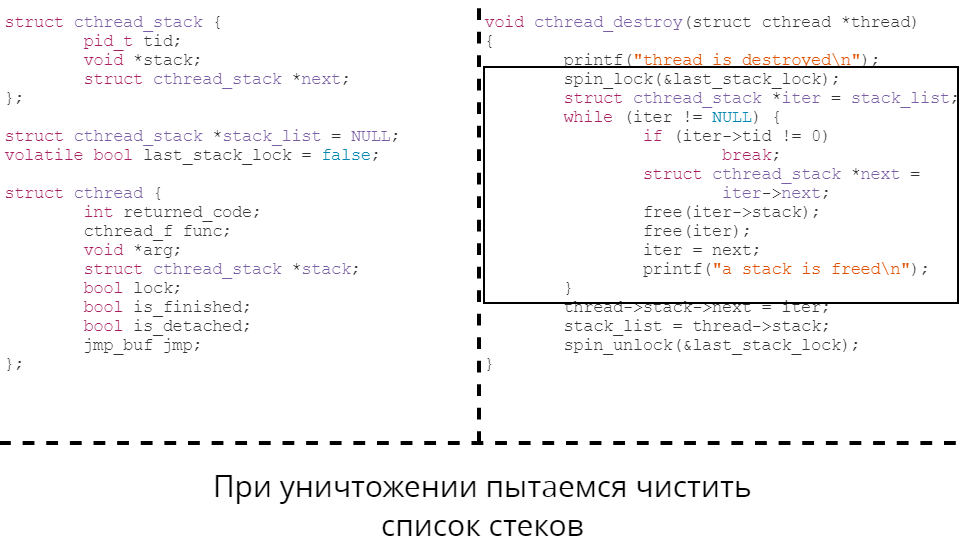 struct cthread_stack {
        pid_t tid;
        void *stack;
        struct cthread_stack *next;
};

struct cthread_stack *stack_list = NULL;
volatile bool last_stack_lock = false;

struct cthread {
        int returned_code;
        cthread_f func;
        void *arg;
        struct cthread_stack *stack;
        bool lock;
        bool is_finished;
        bool is_detached;
        jmp_buf jmp;
};
void cthread_destroy(struct cthread *thread)
{
        printf("thread is destroyed\n");
        spin_lock(&last_stack_lock);
        struct cthread_stack *iter = stack_list;
        while (iter != NULL) {
                if (iter->tid != 0)
                        break;
                struct cthread_stack *next =
                        iter->next;
                free(iter->stack);
                free(iter);
                iter = next;
                printf("a stack is freed\n");
        }
        thread->stack->next = iter;
        stack_list = thread->stack;
        spin_unlock(&last_stack_lock);
}
При уничтожении пытаемся чистить
список стеков